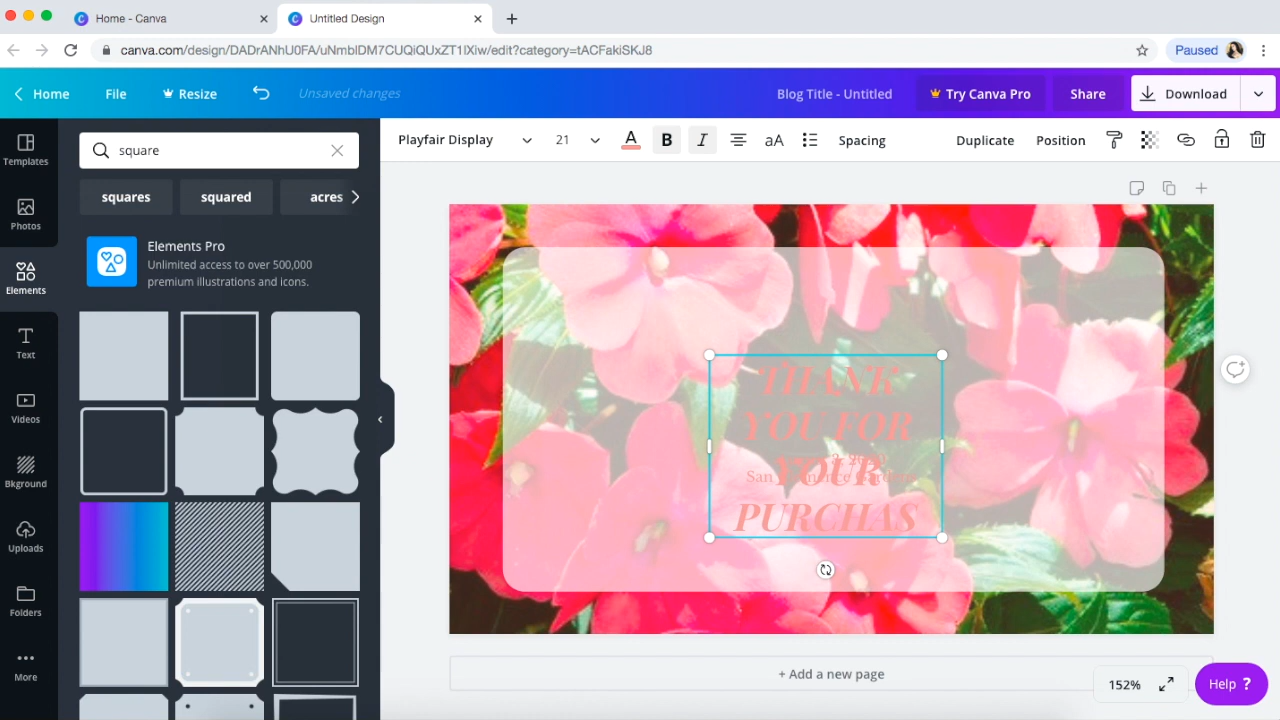 Home - Canva
Untitled Design
canva.com/design/DADrANhU0FA/uNmblDM7CUQiQUxZT1lXiw/edit?category=tACFakiSKJ8
Paused
Home
File
Resize
Unsaved changes
Blog Title - Untitled
Try Canva Pro
Share
Download
Templates
Photos
Elements
Text
Videos
Bkground
Uploads
Folders
More
square
squares
squared
acres
Elements Pro
Unlimited access to over 500,000
premium illustrations and icons.
Playfair Display
21
A
B
I
aA
Spacing
Duplicate
Position
THANK
YOU FOR
YOUR
San
PURCHAS
+ Add a new page
152%
Help ?